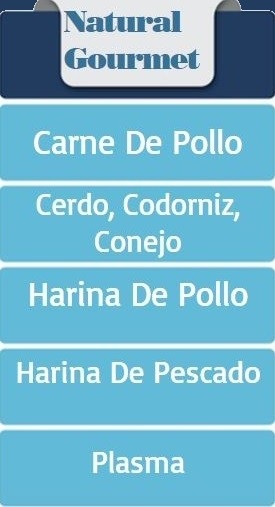 Natural
Gourmet
Carne De Pollo
Cerdo, Codorniz,
Conejo
Harina De Pollo
Harina De Pescado
Plasma